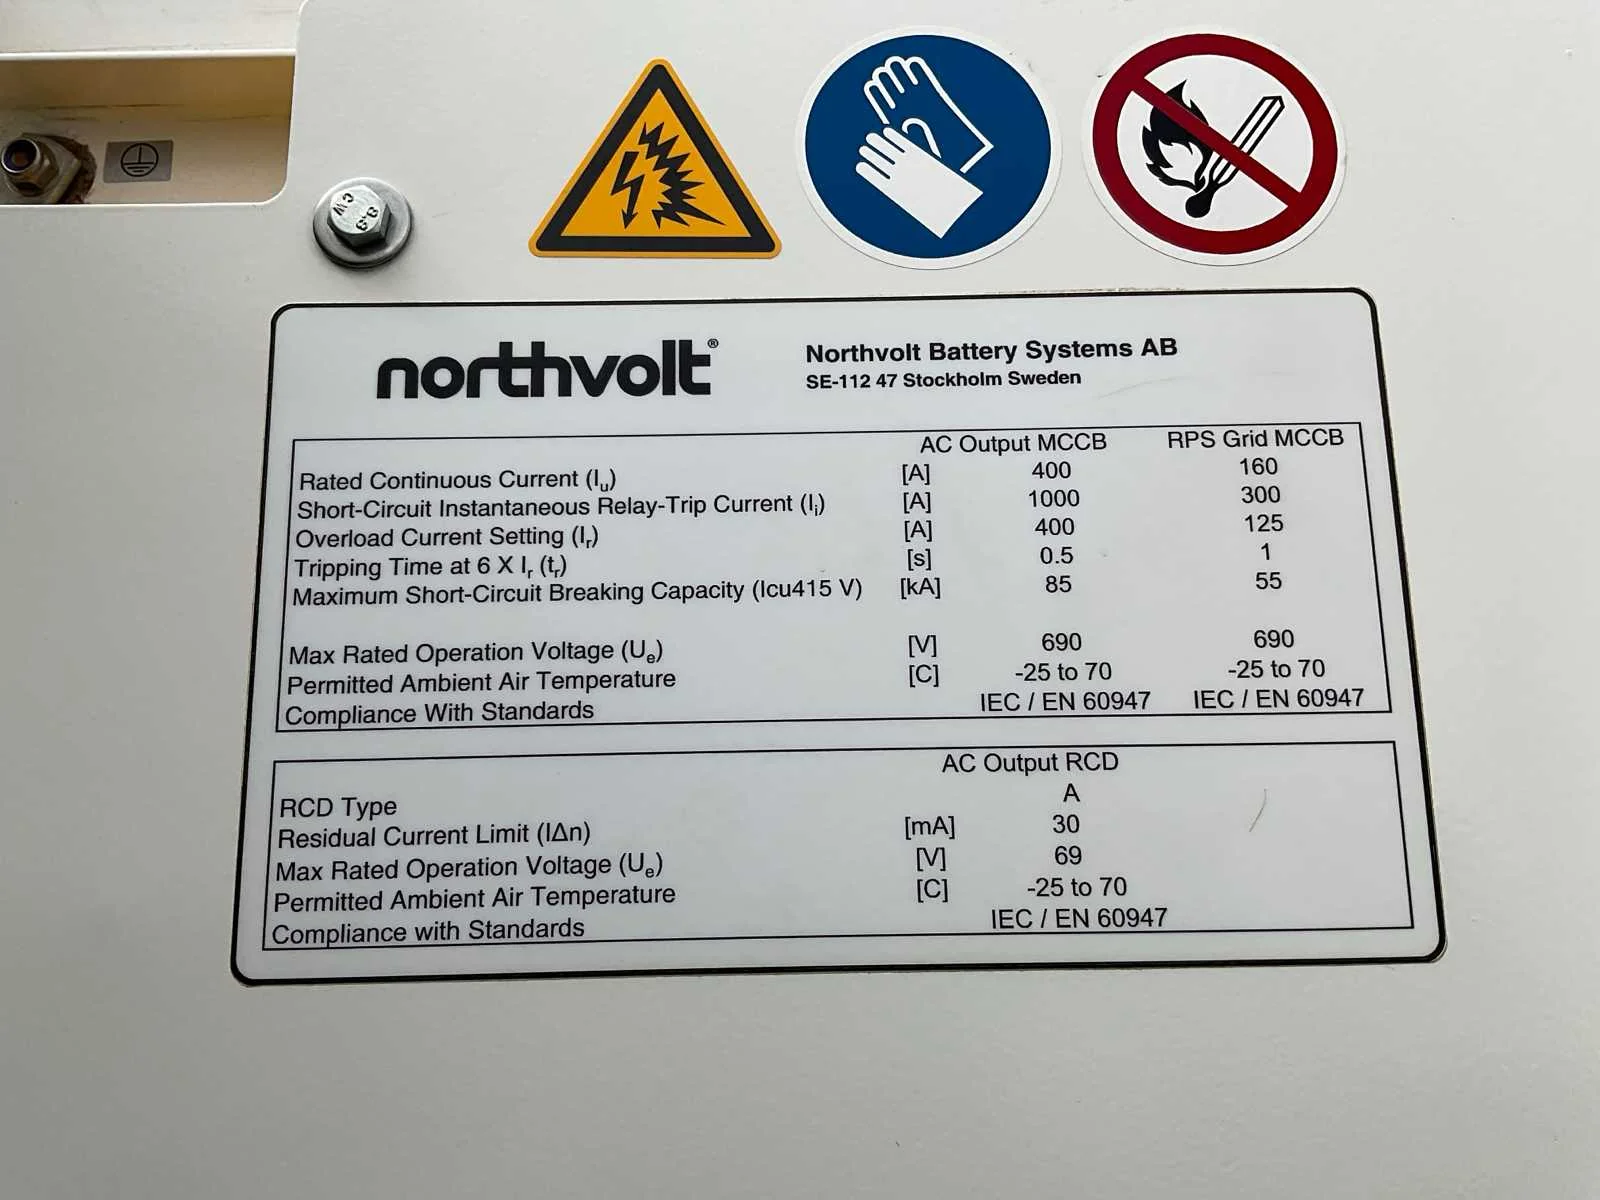 8.8
CW
northvolt®
Northvolt Battery Systems AB
SE-112 47 Stockholm Sweden
AC Output MCCB RPS Grid MCCB
Rated Continuous Current (Iu) [A] 400 160
Short-Circuit Instantaneous Relay-Trip Current (Ii) [A] 1000 300
Overload Current Setting (Ir) [A] 400 125
Tripping Time at 6 X Ir (tr) [s] 0.5 1
Maximum Short-Circuit Breaking Capacity (Icu415 V) [kA] 85 55
Max Rated Operation Voltage (Ue) [V] 690 690
Permitted Ambient Air Temperature [C] -25 to 70 -25 to 70
Compliance With Standards IEC / EN 60947 IEC / EN 60947
AC Output RCD
RCD Type A
Residual Current Limit (IΔn) [mA] 30
Max Rated Operation Voltage (Ue) [V] 69
Permitted Ambient Air Temperature [C] -25 to 70
Compliance with Standards IEC / EN 60947